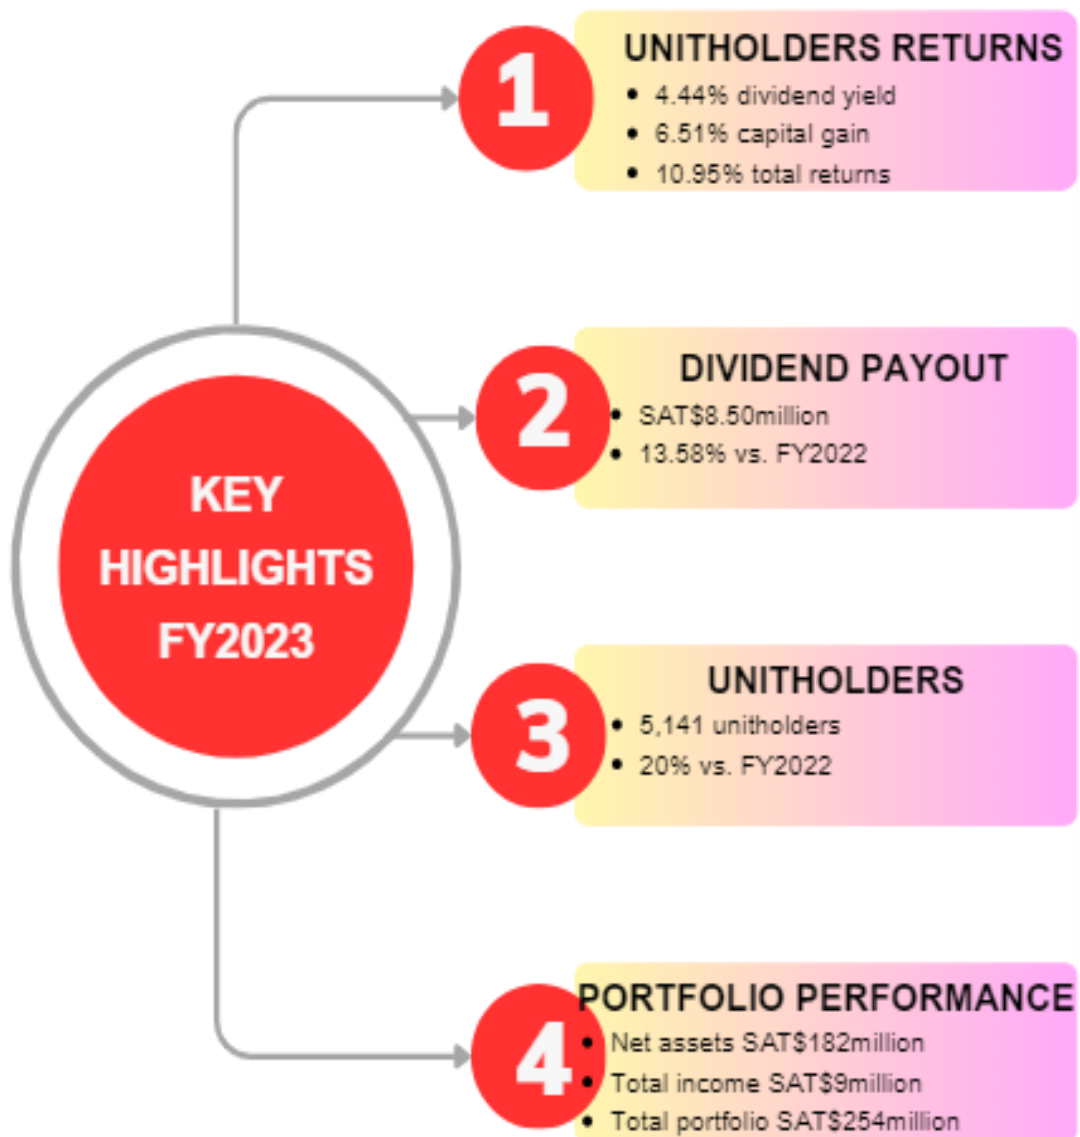 KEY
HIGHLIGHTS
FY2023
1
UNITHOLDERS RETURNS
• 4.44% dividend yield
• 6.51% capital gain
• 10.95% total returns
2
DIVIDEND PAYOUT
• SAT$8.50million
• 13.58% vs. FY2022
3
UNITHOLDERS
• 5,141 unitholders
• 20% vs. FY2022
4
PORTFOLIO PERFORMANCE
• Net assets SAT$182million
• Total income SAT$9million
• Total portfolio SAT$254million